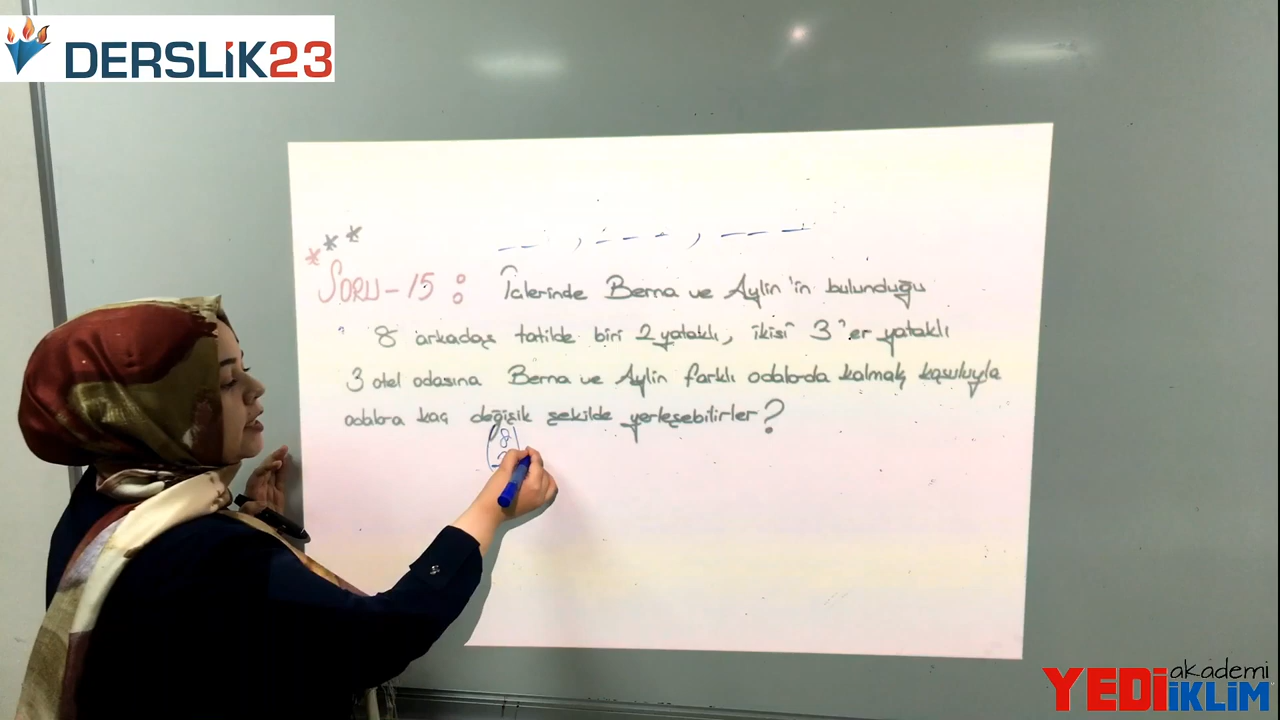 DERSLİK23
SORU-15: İçlerinde Berna ve Aylin'in bulunduğu
8 arkadaş tatilde biri 2 yataklı, ikisi 3'er yataklı
3 otel odasına Berna ve Aylin farklı odalarda kalmak koşuluyla
odalara kaç değişik şekilde yerleşebilirler?
8
YEDİ İKLİM akademi